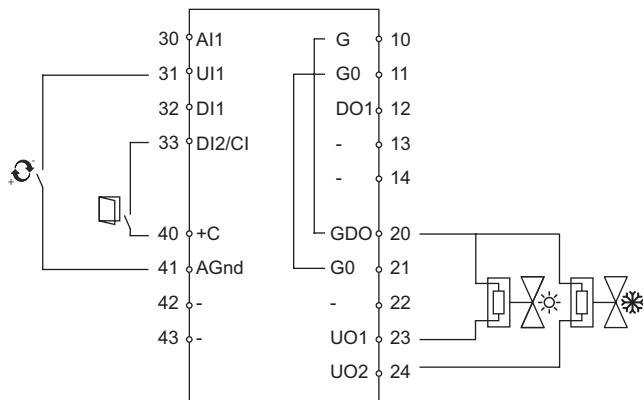 30 AI1 G 10
31 UI1 G0 11
32 DI1 DO1 12
33 DI2/CI - 13
- 14
40 +C GDO 20
41 AGnd G0 21
42 - - 22
43 - UO1 23
UO2 24
- +